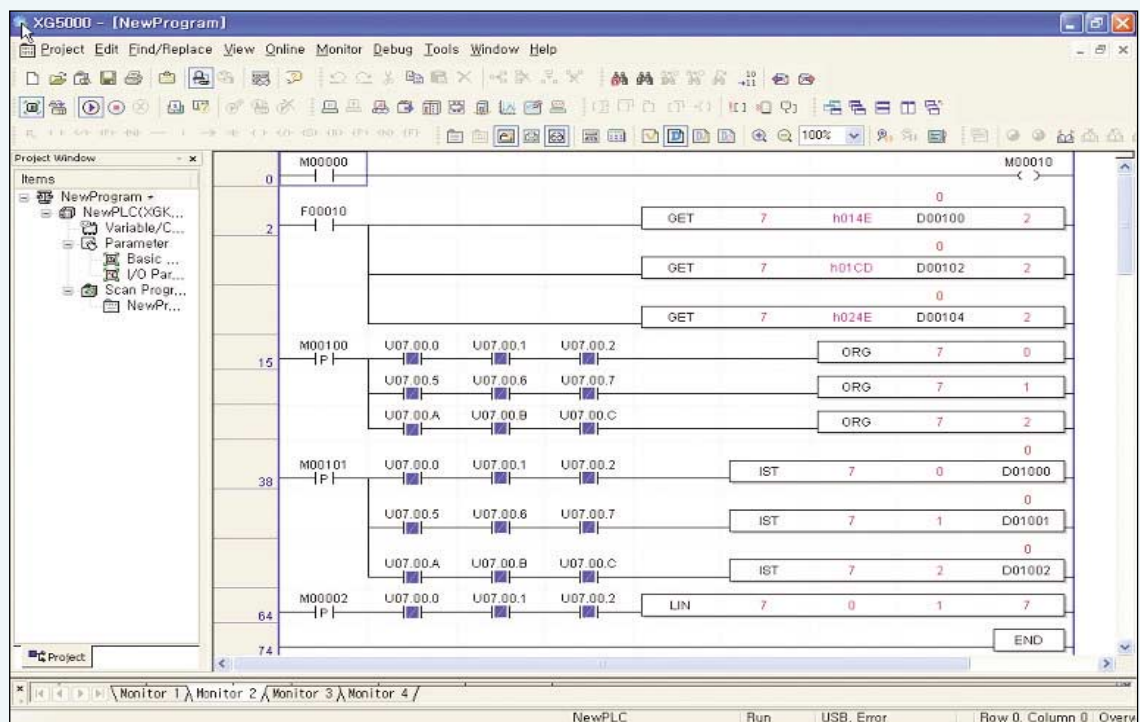 XG5000 - [NewProgram]
Project Edit Find/Replace View Online Monitor Debug Tools Window Help
100%
Project Window
Items
NewProgram
NewPLC(XGK...
Variable/C...
Parameter
Basic ...
I/O Par...
Scan Progr...
NewPr...
Project
M00000 M00010
0
0
F00010
2 GET 7 h014E D00100 2
0
GET 7 h01CD D00102 2
0
GET 7 h024E D00104 2
M00100 U07.00.0 U07.00.1 U07.00.2
15 P ORG 7 0
U07.00.5 U07.00.6 U07.00.7
ORG 7 1
U07.00.A U07.00.B U07.00.C
ORG 7 2
0
M00101 U07.00.0 U07.00.1 U07.00.2
38 P IST 7 0 D01000
0
U07.00.5 U07.00.6 U07.00.7
IST 7 1 D01001
0
U07.00.A U07.00.B U07.00.C
IST 7 2 D01002
M00002 U07.00.0 U07.00.1 U07.00.2
64 P LIN 7 0 1 7
74 END
Monitor 1 Monitor 2 Monitor 3 Monitor 4
NewPLC Run USB, Error Row 0, Column 0 Overw